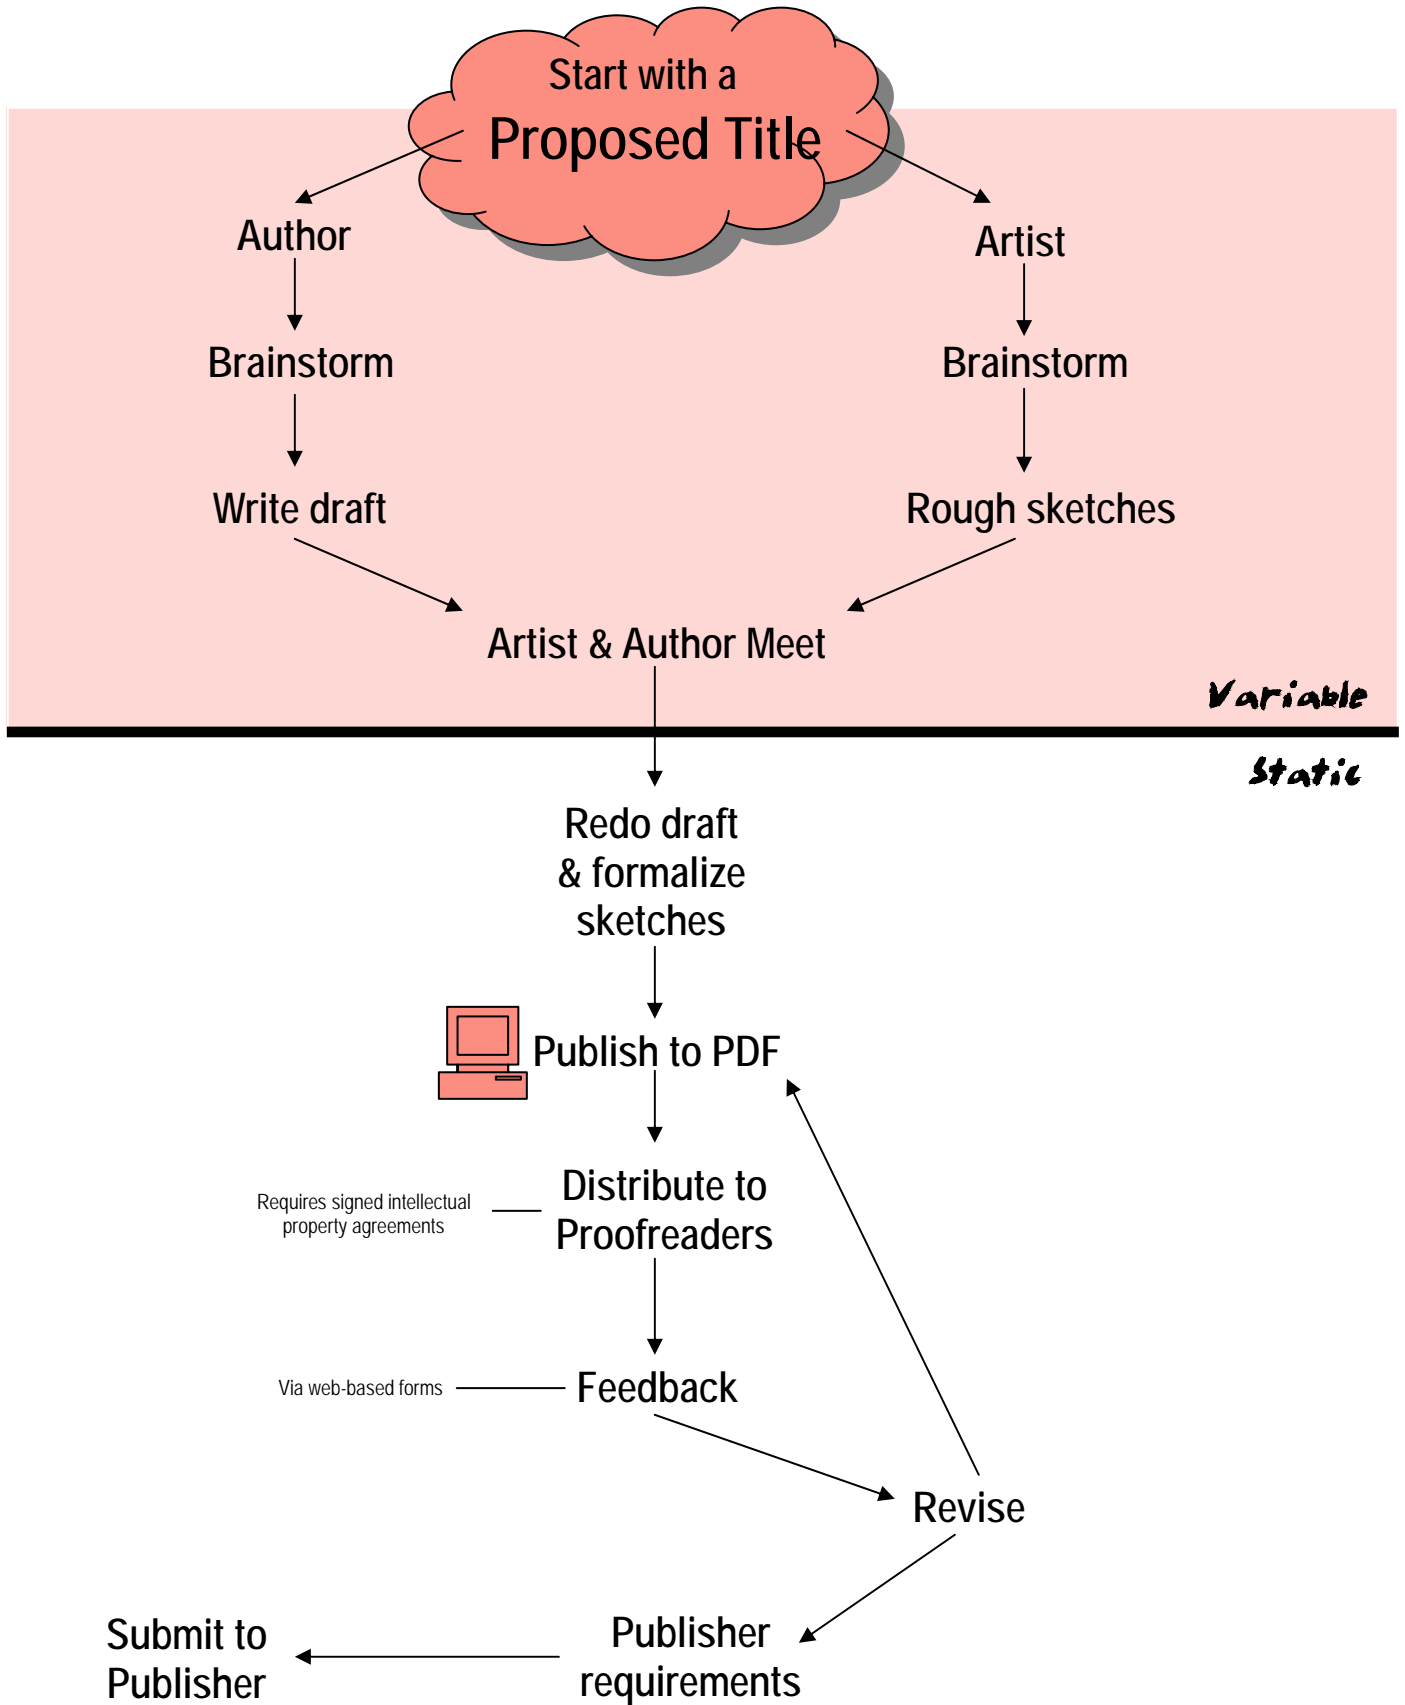 Start with a
Proposed Title
Author
Artist
Brainstorm
Brainstorm
Write draft
Rough sketches
Artist & Author Meet
Variable
Static
Redo draft
& formalize
sketches
Publish to PDF
Distribute to
Proofreaders
Requires signed intellectual
property agreements
Feedback
Via web-based forms
Revise
Publisher
requirements
Submit to
Publisher